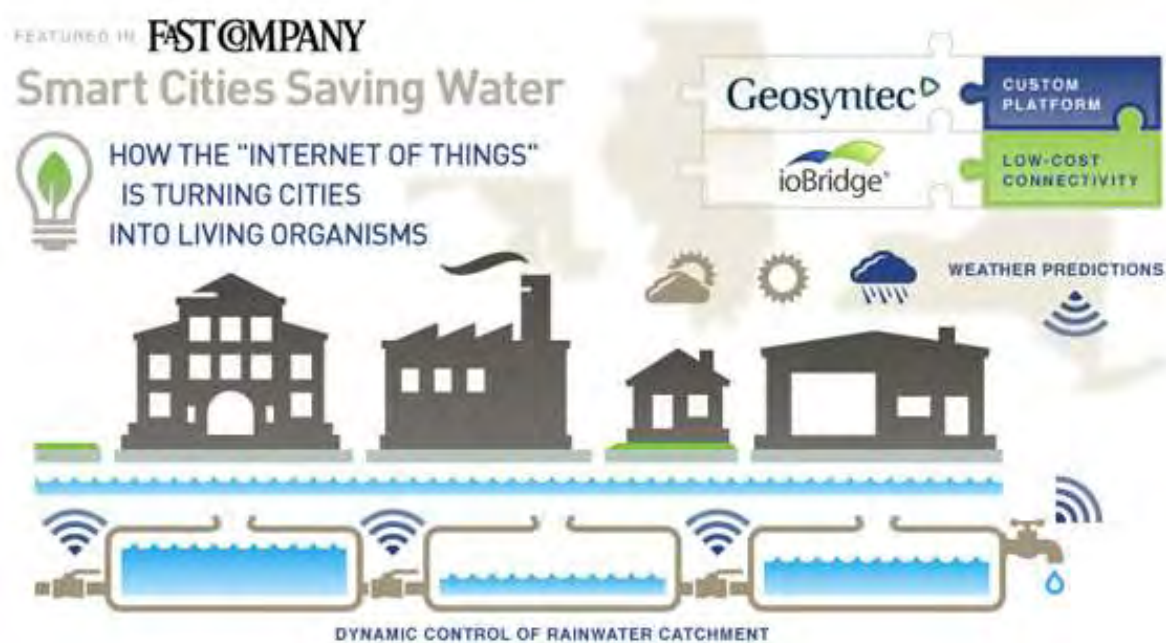 FEATURED IN FAST COMPANY
Smart Cities Saving Water
HOW THE "INTERNET OF THINGS"
IS TURNING CITIES
INTO LIVING ORGANISMS
Geosyntec
CUSTOM
PLATFORM
ioBridge
LOW-COST
CONNECTIVITY
WEATHER PREDICTIONS
DYNAMIC CONTROL OF RAINWATER CATCHMENT